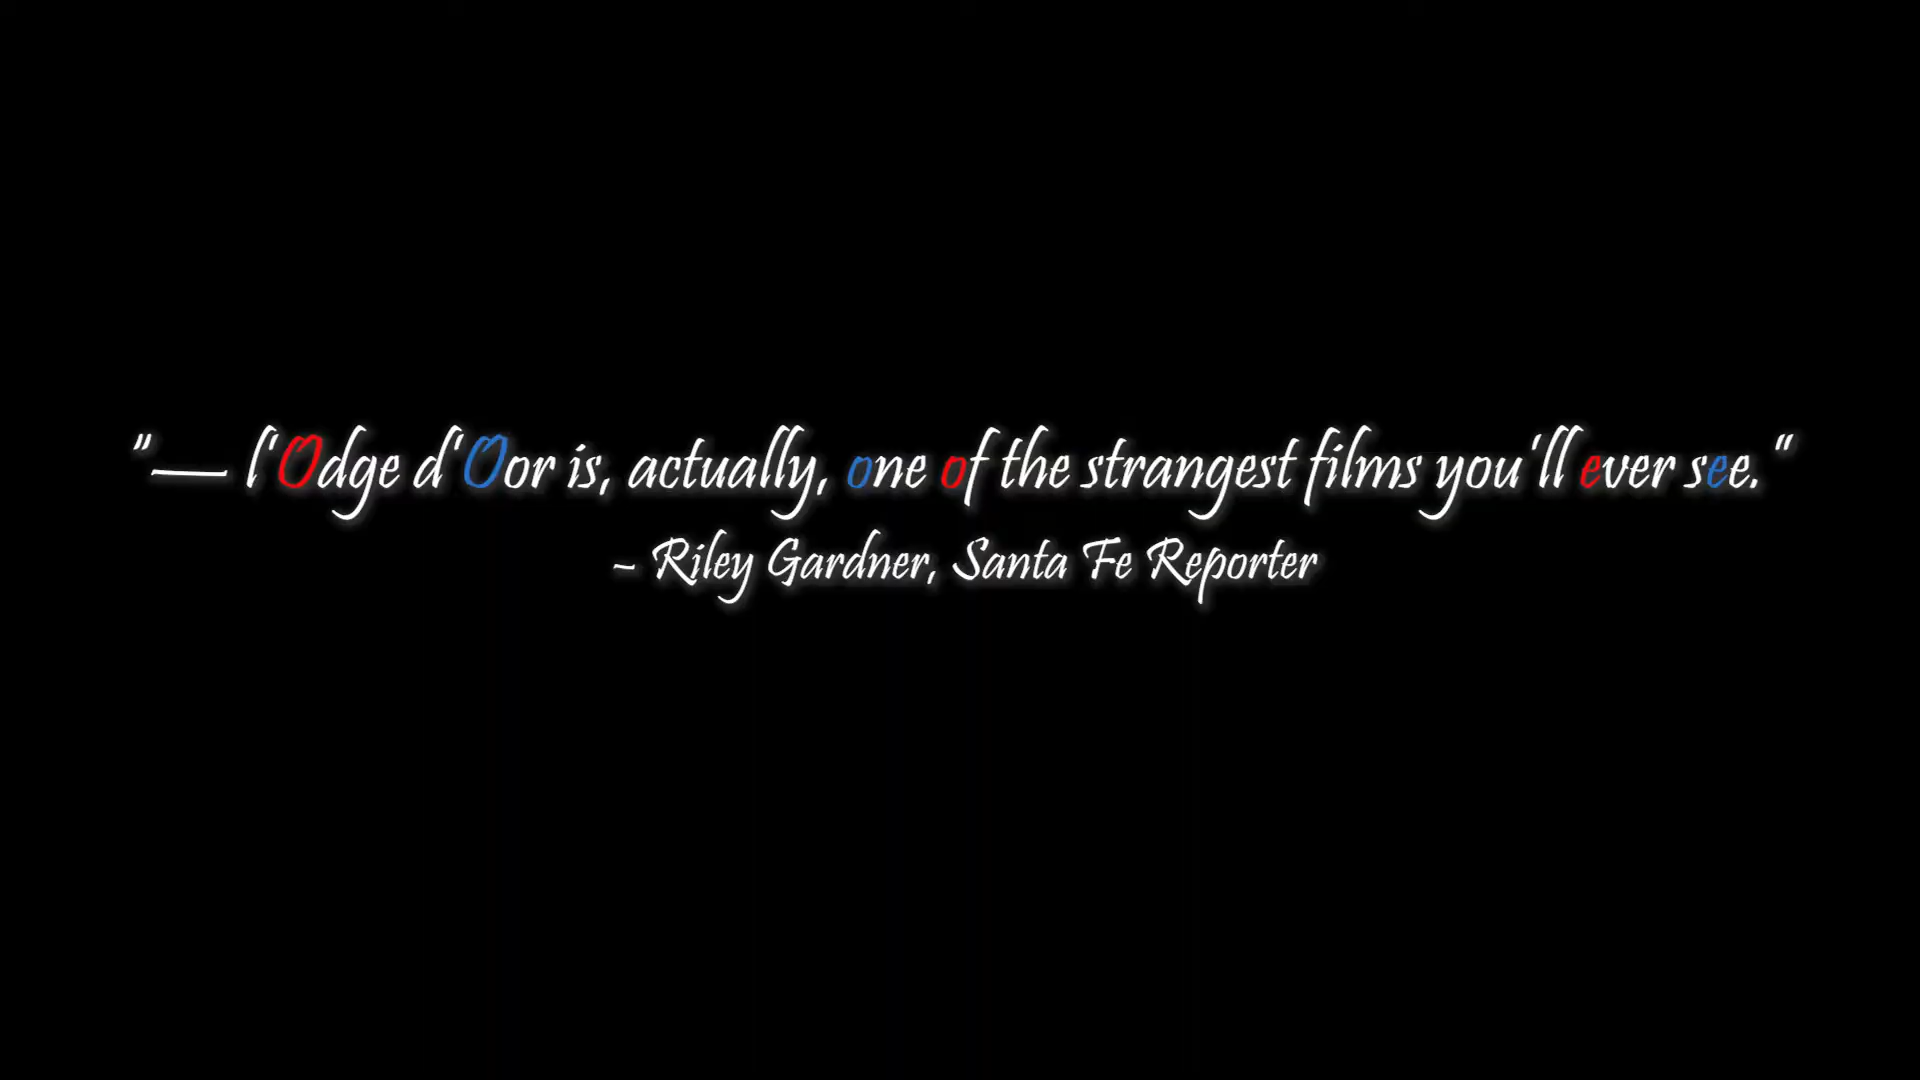 "— l'Odge d'Oor is, actually, one of the strangest films you'll ever see."
- Riley Gardner, Santa Fe Reporter